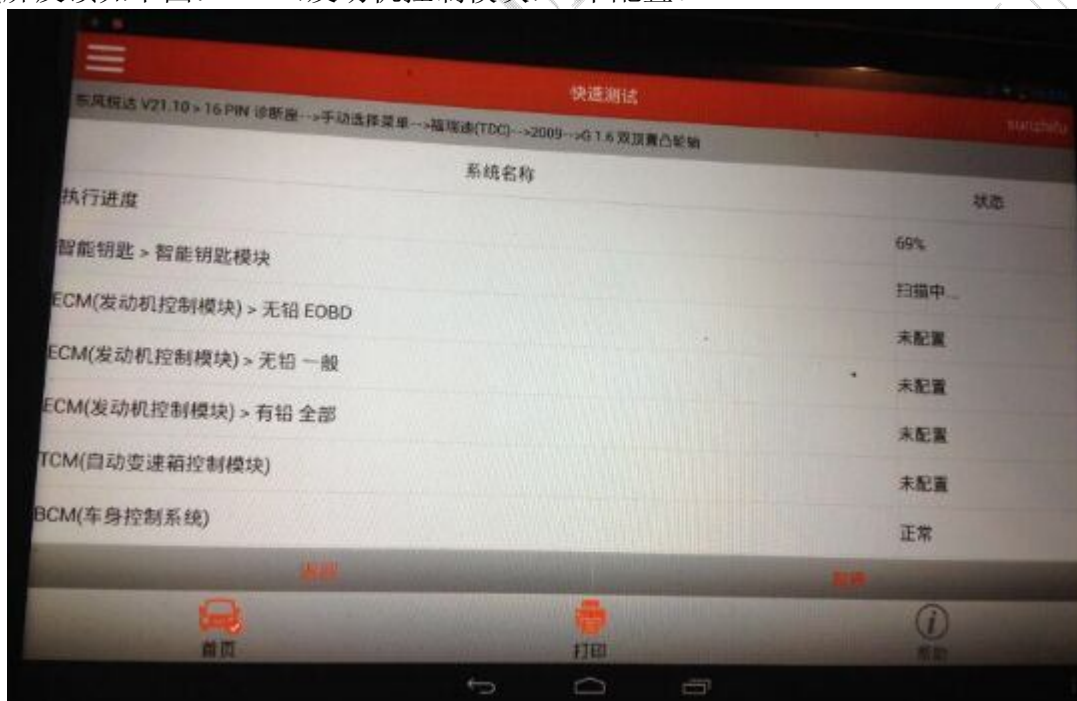 快速测试
东风悦达 V21.10 > 16 PIN 诊断座-->手动选择菜单-->福瑞迪(TDC)-->2009-->G 1.6 双顶置凸轮轴
系统名称 状态
执行进度 69%
智能钥匙 > 智能钥匙模块 扫描中...
ECM(发动机控制模块) > 无铅 EOBD 未配置
ECM(发动机控制模块) > 无铅 一般 未配置
ECM(发动机控制模块) > 有铅 全部 未配置
TCM(自动变速箱控制模块) 未配置
BCM(车身控制系统) 正常
返回
首页 打印 帮助